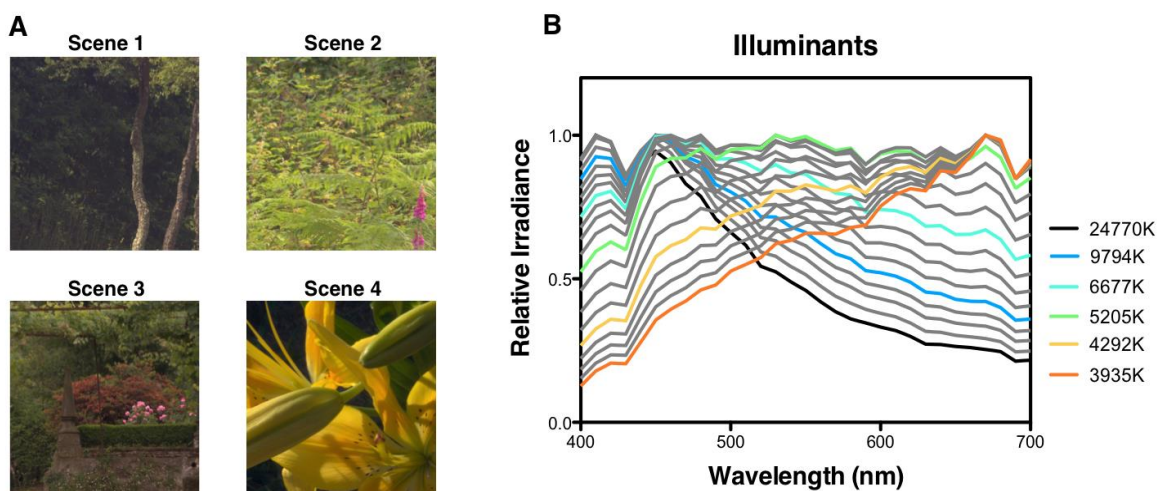 A
Scene 1
Scene 2
Scene 3
Scene 4
B
Illuminants
Relative Irradiance
1.0
0.5
0.0
400
500
600
700
Wavelength (nm)
24770K
9794K
6677K
5205K
4292K
3935K